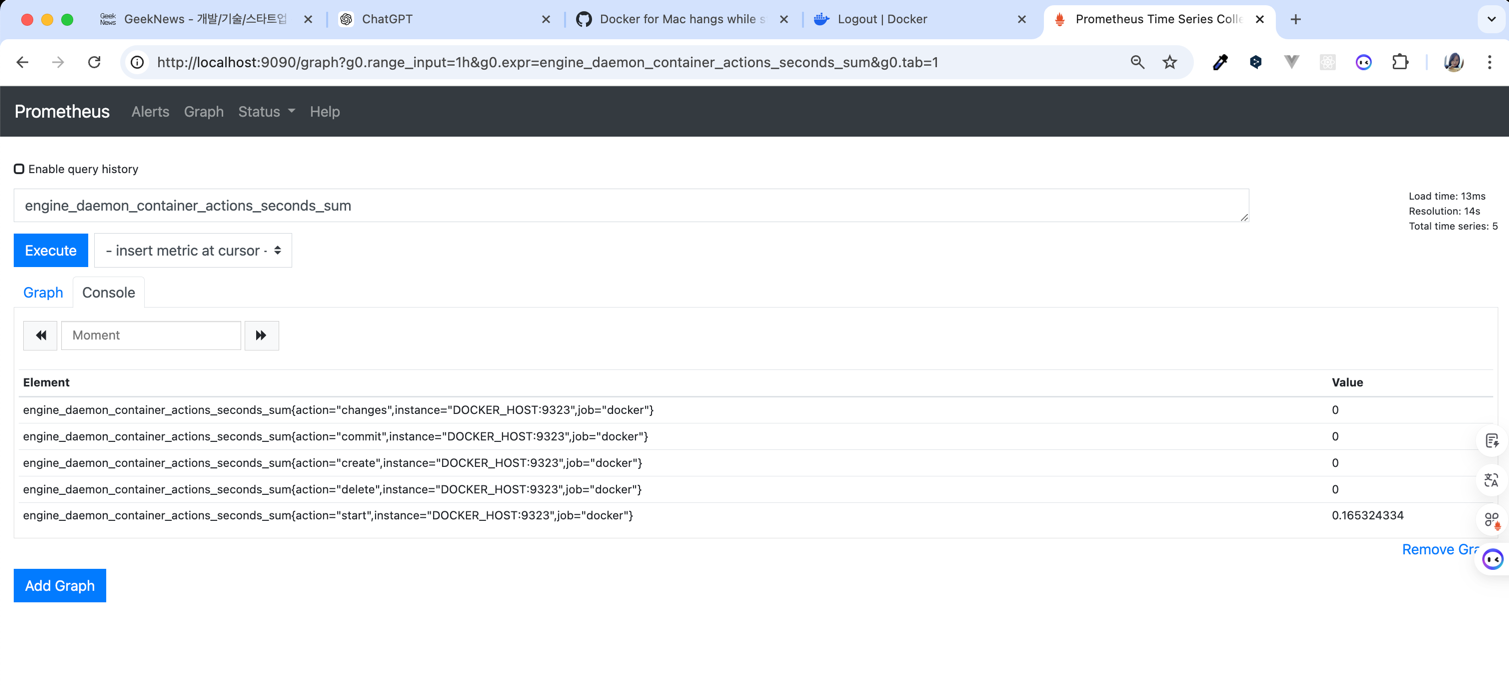 GeekNews - 개발/기술/스타트업
ChatGPT
Docker for Mac hangs while s
Logout | Docker
Prometheus Time Series Colle
http://localhost:9090/graph?g0.range_input=1h&g0.expr=engine_daemon_container_actions_seconds_sum&g0.tab=1
Prometheus Alerts Graph Status Help
Enable query history
engine_daemon_container_actions_seconds_sum
Load time: 13ms
Resolution: 14s
Total time series: 5
Execute - insert metric at cursor -
Graph Console
Moment
Element Value
engine_daemon_container_actions_seconds_sum{action="changes",instance="DOCKER_HOST:9323",job="docker"} 0
engine_daemon_container_actions_seconds_sum{action="commit",instance="DOCKER_HOST:9323",job="docker"} 0
engine_daemon_container_actions_seconds_sum{action="create",instance="DOCKER_HOST:9323",job="docker"} 0
engine_daemon_container_actions_seconds_sum{action="delete",instance="DOCKER_HOST:9323",job="docker"} 0
engine_daemon_container_actions_seconds_sum{action="start",instance="DOCKER_HOST:9323",job="docker"} 0.165324334
Remove Gra
Add Graph